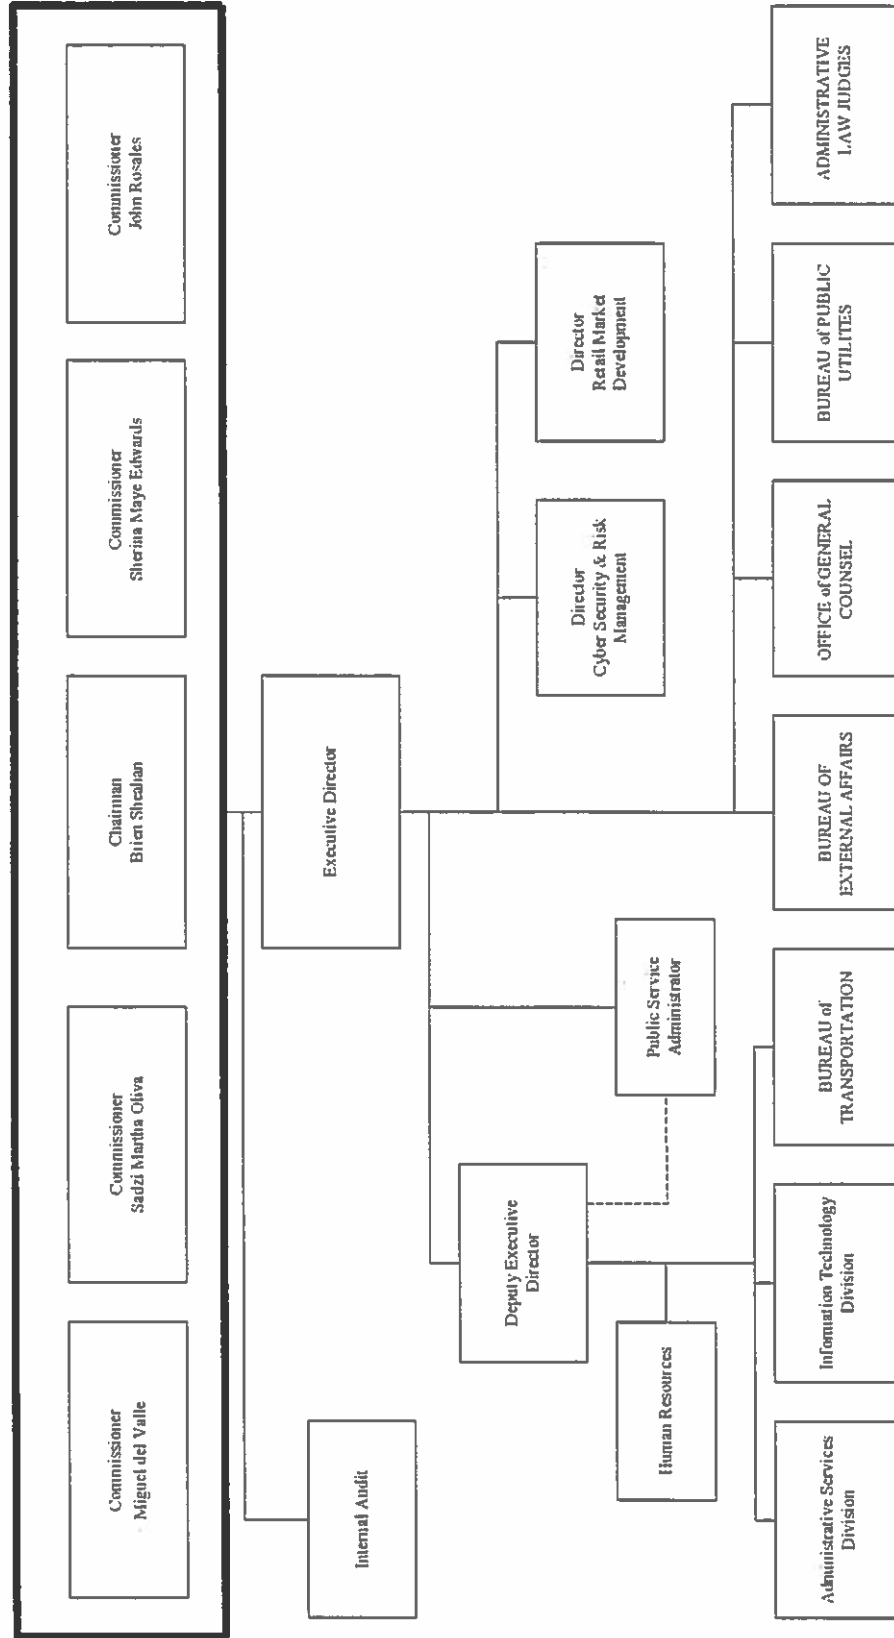 Commissioner
Miguel del Valle
Commissioner
Sadzi Martha Oliva
Chairman
Brien Sheahan
Commissioner
Sherina Maye Edwards
Commissioner
John Rosales
Internal Audit
Executive Director
Deputy Executive
Director
Director
Cyber Security & Risk
Management
Director
Retail Market
Development
Human Resources
Public Service
Administrator
Administrative Services
Division
Information Technology
Division
BUREAU of
TRANSPORTATION
BUREAU OF
EXTERNAL AFFAIRS
OFFICE of GENERAL
COUNSEL
BUREAU of PUBLIC
UTILITES
ADMINISTRATIVE
LAW JUDGES